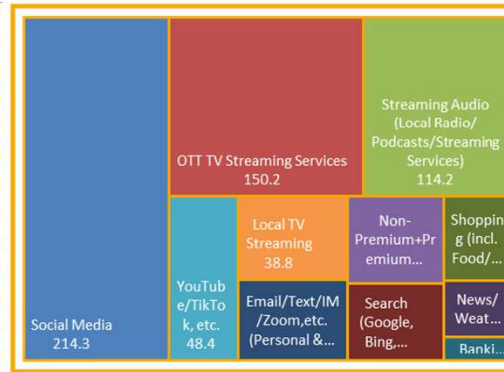 Social Media
214.3
OTT TV Streaming Services
150.2
Streaming Audio
(Local Radio/
Podcasts/Streaming
Services)
114.2
YouTub
e/TikTo
k, etc.
48.4
Local TV
Streaming
38.8
Email/Text/IM
/Zoom,etc.
(Personal &...
Non-
Premium+Pr
emium...
Search
(Google,
Bing,...
Shoppin
g (incl.
Food/...
News/
Weat...
Banki...